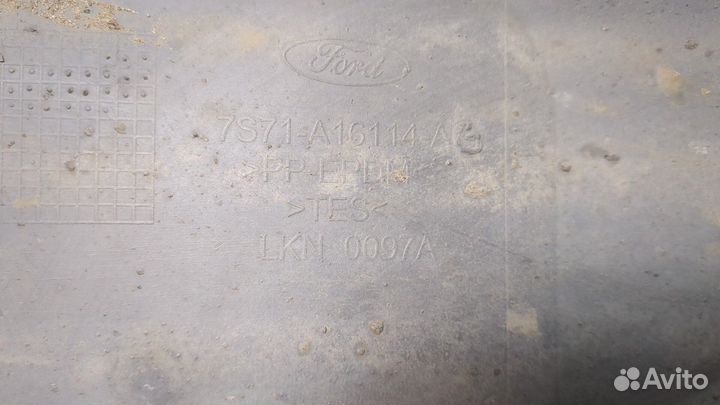 Ford
7S71-A16114-AG
>PP-EPDM<
>TES<
LKN 0097A
Avito